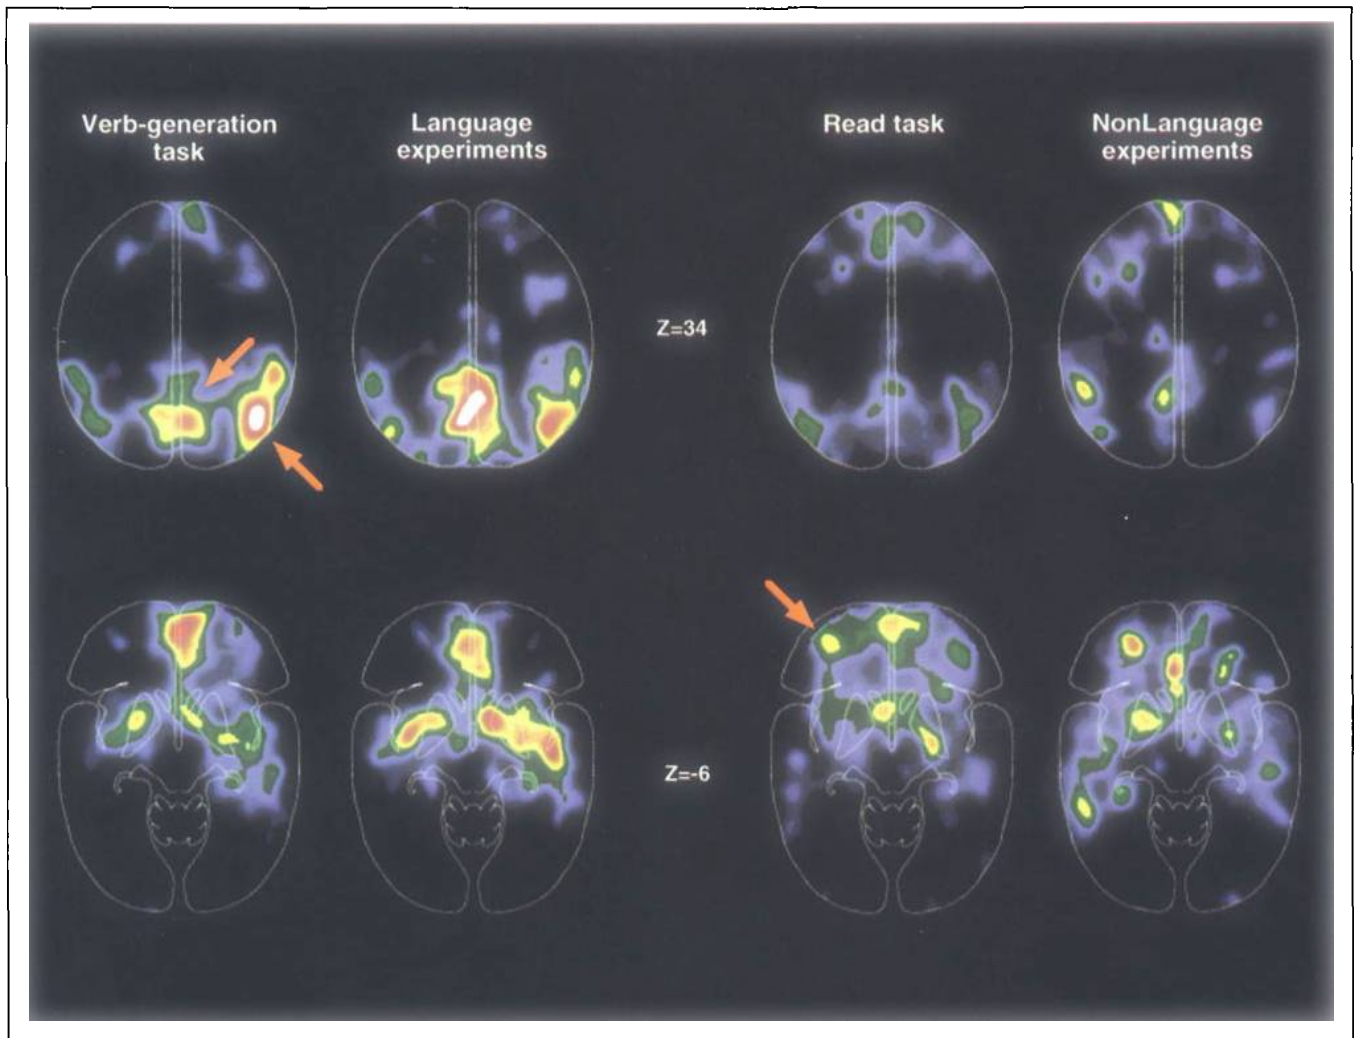 Verb-generation
task
Language
experiments
Read task
NonLanguage
experiments
Z=34
Z=-6